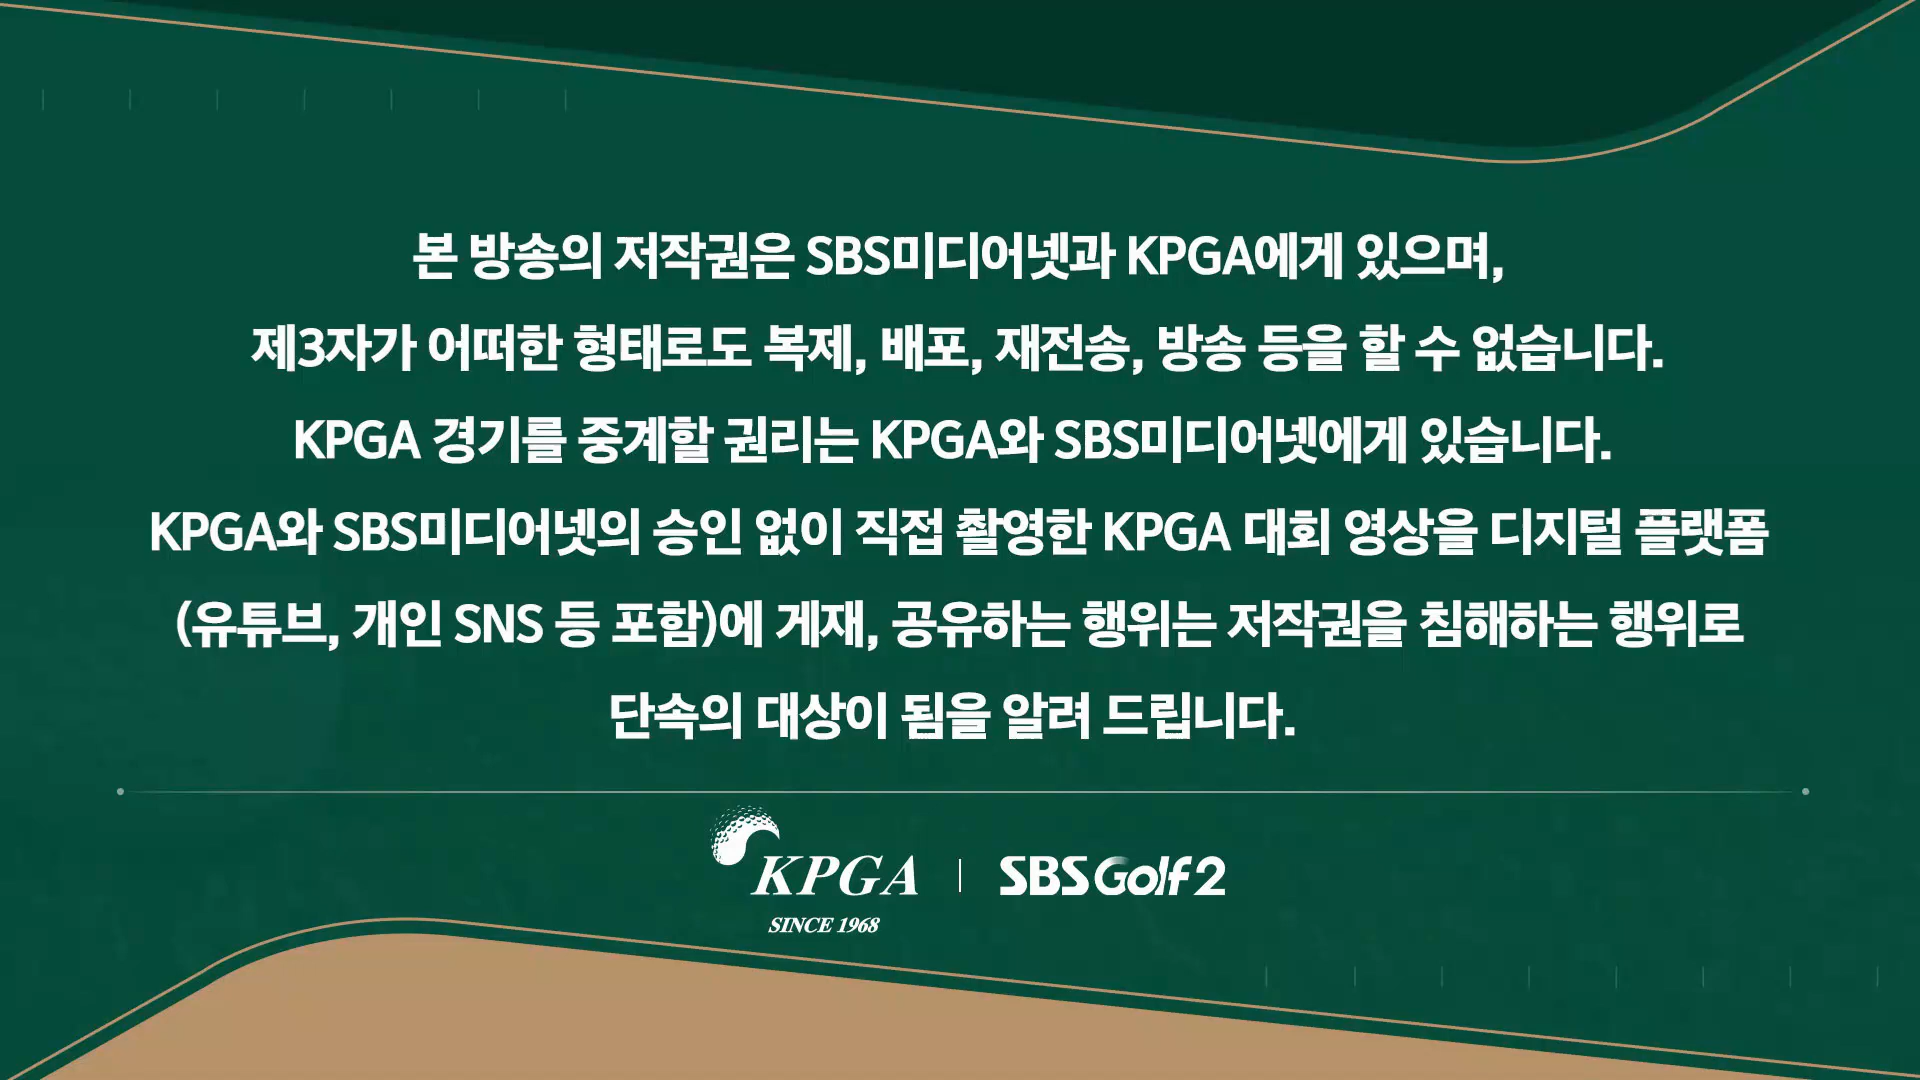 본 방송의 저작권은 SBS미디어넷과 KPGA에게 있으며,
제3자가 어떠한 형태로도 복제, 배포, 재전송, 방송 등을 할 수 없습니다.
KPGA 경기를 중계할 권리는 KPGA와 SBS미디어넷에게 있습니다.
KPGA와 SBS미디어넷의 승인 없이 직접 촬영한 KPGA 대회 영상을 디지털 플랫폼
(유튜브, 개인 SNS 등 포함)에 게재, 공유하는 행위는 저작권을 침해하는 행위로
단속의 대상이 됨을 알려 드립니다.
KPGA SBS Golf 2
SINCE 1968